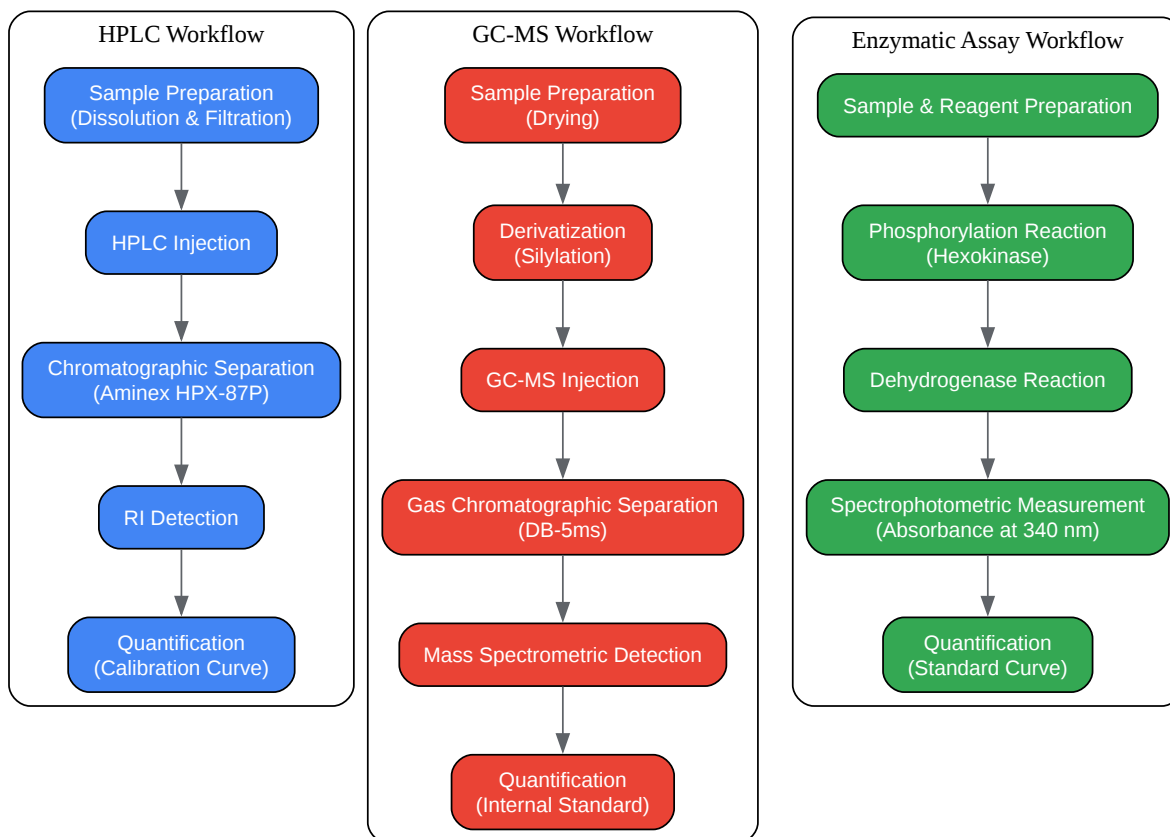 HPLC Workflow
Sample Preparation
(Dissolution & Filtration)
HPLC Injection
Chromatographic Separation
(Aminex HPX-87P)
RI Detection
Quantification
(Calibration Curve)
GC-MS Workflow
Sample Preparation
(Drying)
Derivatization
(Silylation)
GC-MS Injection
Gas Chromatographic Separation
(DB-5ms)
Mass Spectrometric Detection
Quantification
(Internal Standard)
Enzymatic Assay Workflow
Sample & Reagent Preparation
Phosphorylation Reaction
(Hexokinase)
Dehydrogenase Reaction
Spectrophotometric Measurement
(Absorbance at 340 nm)
Quantification
(Standard Curve)